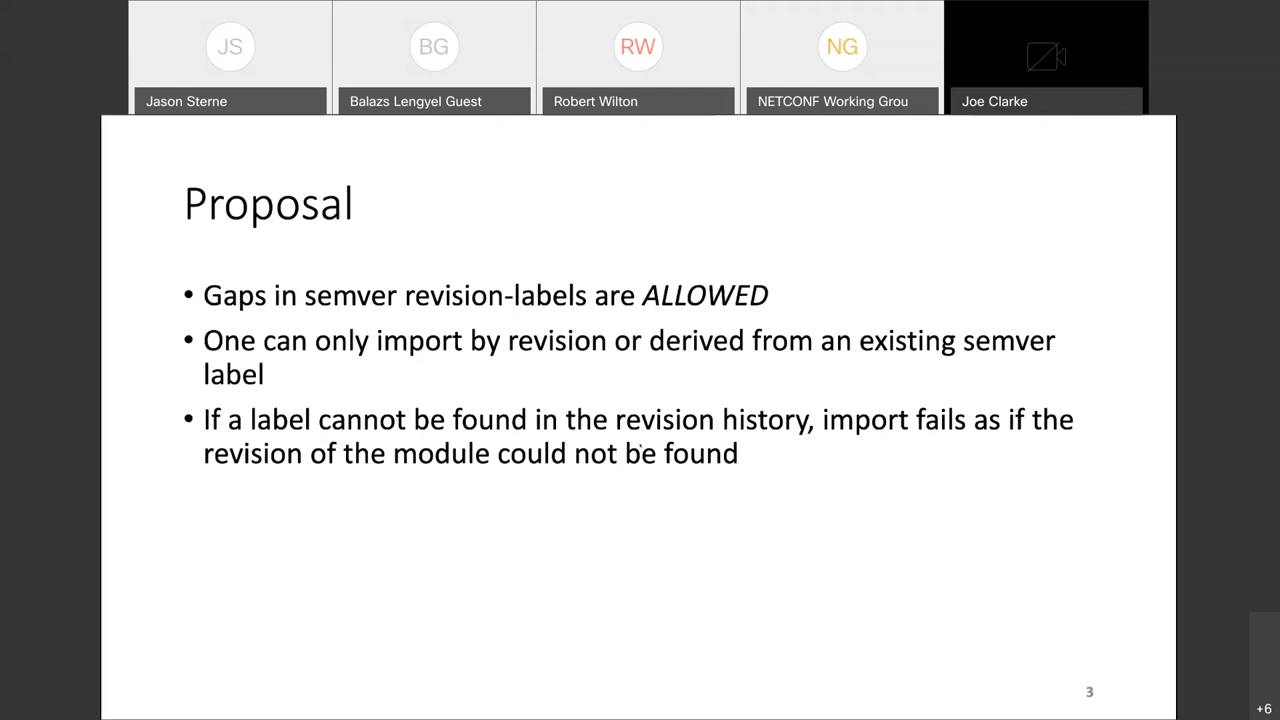 JS
BG
RW
NG
Jason Sterne
Balazs Lengyel Guest
Robert Wilton
NETCONF Working Grou
Joe Clarke
Proposal
• Gaps in semver revision-labels are ALLOWED
• One can only import by revision or derived from an existing semver
label
• If a label cannot be found in the revision history, import fails as if the
revision of the module could not be found
3
+6